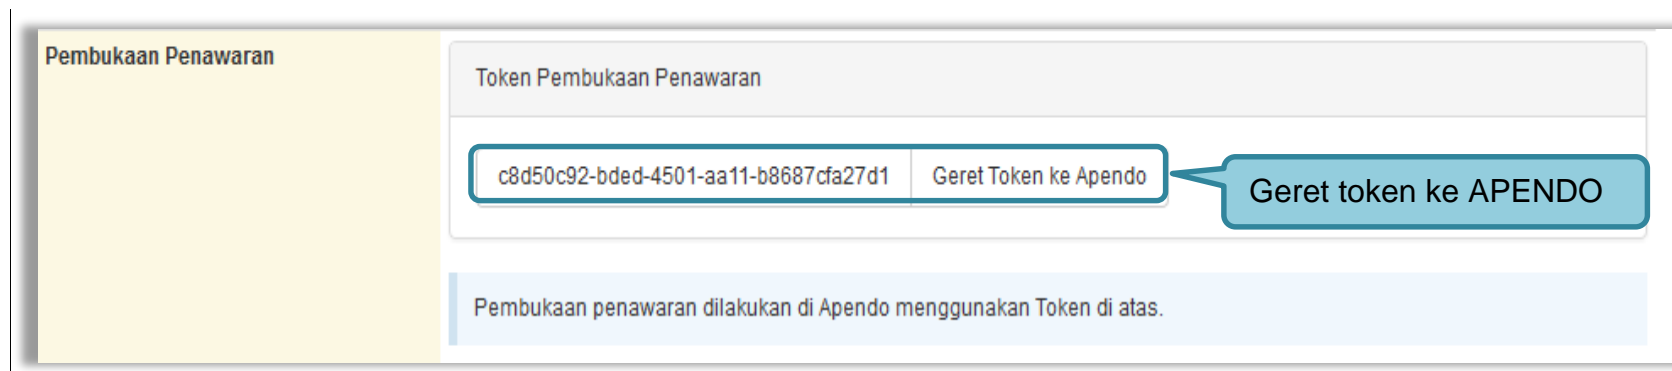 Pembukaan Penawaran
Token Pembukaan Penawaran
c8d50c92-bded-4501-aa11-b8687cfa27d1 Geret Token ke Apendo
Geret token ke APENDO
Pembukaan penawaran dilakukan di Apendo menggunakan Token di atas.